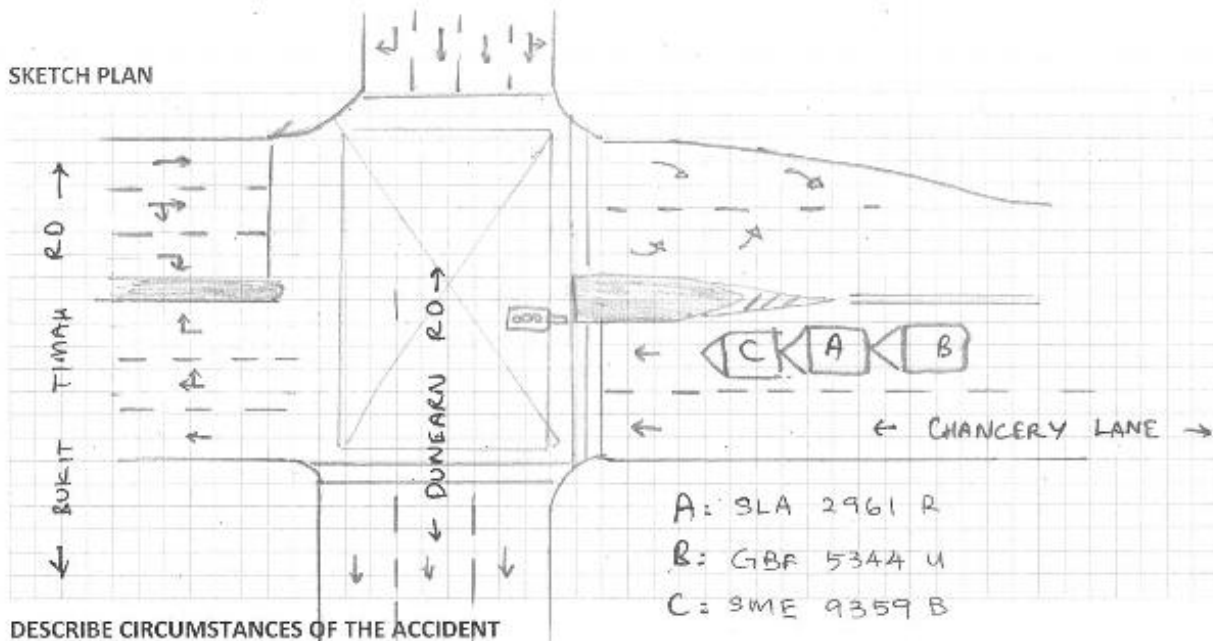 SKETCH PLAN
← BUKIT TIMAH RD →
← DUNEARN RD →
C A B
← CHANCERY LANE →
A: SLA 2961 R
B: GBF 5344 U
C: SME 9359 B
DESCRIBE CIRCUMSTANCES OF THE ACCIDENT